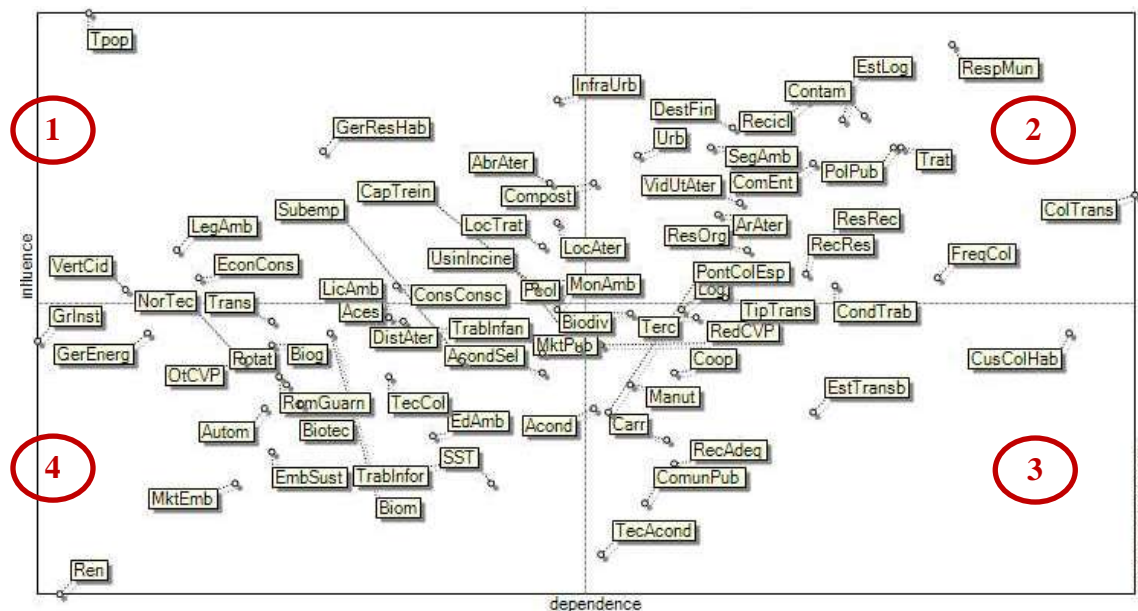 Tpop
RespMun
EstLog
Contam
InfraUrb
DestFin
Recicl
1
2
GerResHab
Urb
SegAmb
PolPub
Trat
AbrAter
ComEnt
CapTrein
Compost
VidUtAter
Subemp
ColTrans
ArAter
ResRec
LegAmb
LocTrat
LocAter
ResOrg
RecRes
FreqCol
UsinIncine
VertCid
EconCons
PontColEsp
influence
NorTec
Trans
LicAmb
ConsConsc
MonAmb
Log
TipTrans
CondTrab
GrInst
Aces
TrabInfan
Biodiv
Terc
RedCVP
GerEnerg
DistAter
MktPub
Biog
AcondSel
Coop
CusColHab
OtCVP
EstTransb
RomGuarn
TecCol
Manut
Autom
Biotec
EdAmb
Acond
Carr
4
SST
RecAdeq
3
MktEmb
EmbSust
TrabInfor
ComunPub
Biom
TecAcond
Ren
dependence